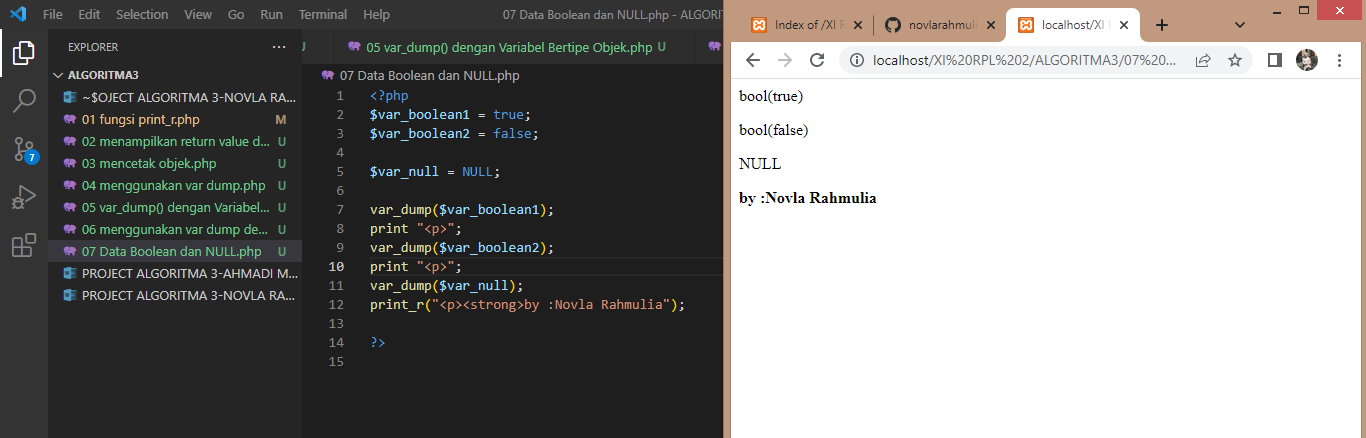 File Edit Selection View Go Run Terminal Help 07 Data Boolean dan NULL.php - ALGORITM
EXPLORER ···
ALGORITMA3
~$OJECT ALGORITMA 3-NOVLA RA...
01 fungsi print_r.php M
02 menampilkan return value d... U
03 mencetak objek.php U
04 menggunakan var dump.php U
05 var_dump() dengan Variabel... U
06 menggunakan var dump de... U
07 Data Boolean dan NULL.php U
PROJECT ALGORITMA 3-AHMADI M...
PROJECT ALGORITMA 3-NOVLA RA...
7
U 05 var_dump() dengan Variabel Bertipe Objek.php U
07 Data Boolean dan NULL.php
1 <?php
2 $var_boolean1 = true;
3 $var_boolean2 = false;
4
5 $var_null = NULL;
6
7 var_dump($var_boolean1);
8 print "<p>";
9 var_dump($var_boolean2);
10 print "<p>";
11 var_dump($var_null);
12 print_r("<p><strong>by :Novla Rahmulia");
13
14 ?>
15
Index of /XI R novlarahmuli localhost/XI R
localhost/XI%20RPL%202/ALGORITMA3/07%20...
bool(true)
bool(false)
NULL
by :Novla Rahmulia